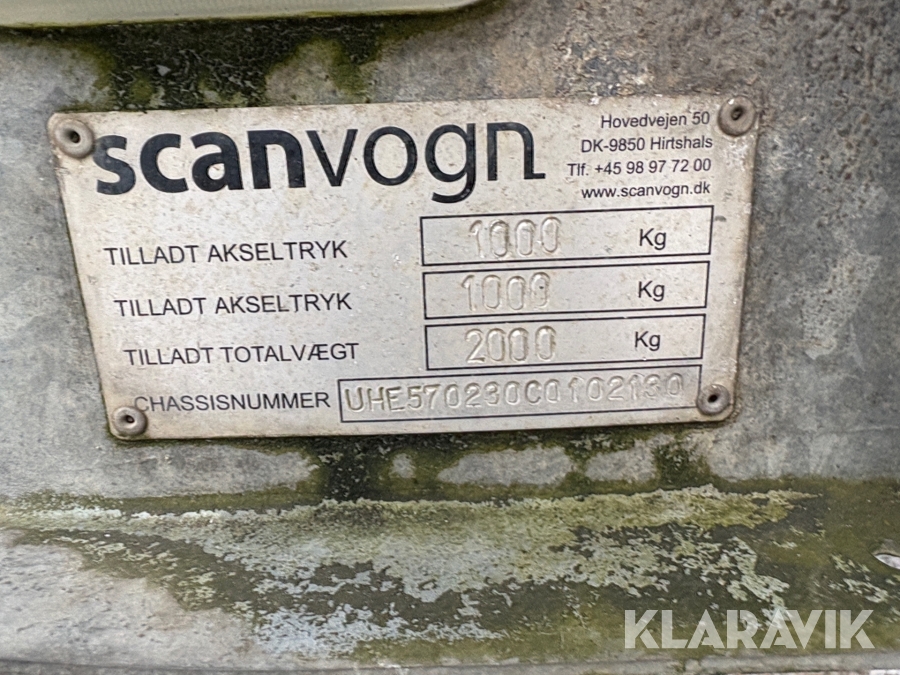 scanvogn
Hovedvejen 50
DK-9850 Hirtshals
Tlf. +45 98 97 72 00
www.scanvogn.dk
TILLADT AKSELTRYK 1000 Kg
TILLADT AKSELTRYK 1000 Kg
TILLADT TOTALVÆGT 2000 Kg
CHASSISNUMMER UHE570230C0102130
KLARAVIK